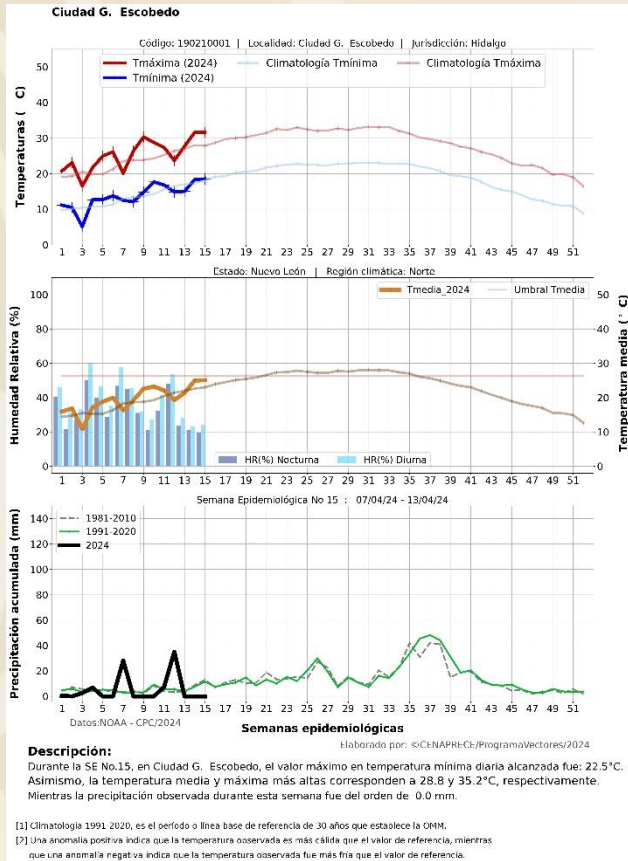 Ciudad G. Escobedo
Código: 190210001 | Localidad: Ciudad G. Escobedo | Jurisdicción: Hidalgo
Tmáxima (2024)
Tmínima (2024)
Climatología Tmínima
Climatología Tmáxima
Temperaturas ( C)
50
40
30
20
10
0
1 3 5 7 9 11 13 15 17 19 21 23 25 27 29 31 33 35 37 39 41 43 45 47 49 51
Estado: Nuevo León | Región climática: Norte
Tmedia_2024
Umbral Tmedia
Humedad Relativa (%)
100
80
60
40
20
0
Temperatura media (° C)
50
40
30
20
10
0
HR(%) Nocturna
HR(%) Diurna
1 3 5 7 9 11 13 15 17 19 21 23 25 27 29 31 33 35 37 39 41 43 45 47 49 51
Semana Epidemiológica No 15 : 07/04/24 - 13/04/24
1981-2010
1991-2020
2024
Precipitación acumulada (mm)
140
120
100
80
60
40
20
0
1 3 5 7 9 11 13 15 17 19 21 23 25 27 29 31 33 35 37 39 41 43 45 47 49 51
Datos:NOAA - CPC/2024
Semanas epidemiológicas
Elaborado por: ©CENAPRECE/ProgramaVectores/2024
Descripción:
Durante la SE No.15, en Ciudad G. Escobedo, el valor máximo en temperatura mínima diaria alcanzada fue: 22.5°C.
Asimismo, la temperatura media y máxima más altas corresponden a 28.8 y 35.2°C, respectivamente.
Mientras la precipitación observada durante esta semana fue del orden de 0.0 mm.
[1] Climatología 1991-2020, es el período o línea base de referencia de 30 años que establece la OMM.
[2] Una anomalía positiva indica que la temperatura observada es más cálida que el valor de referencia, mientras
que una anomalía negativa indica que la temperatura observada fue más fría que el valor de referencia.